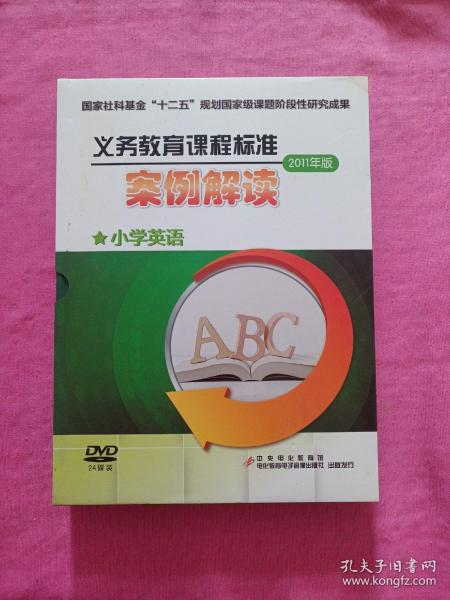 国家社科基金“十二五”规划国家级课题阶段性研究成果
义务教育课程标准
2011年版
案例解读
★小学英语
ABC
DVD
24碟装
中央电化教育馆
电化教育电子音像出版社 出版发行
孔夫子旧书网
www.kongfz.com